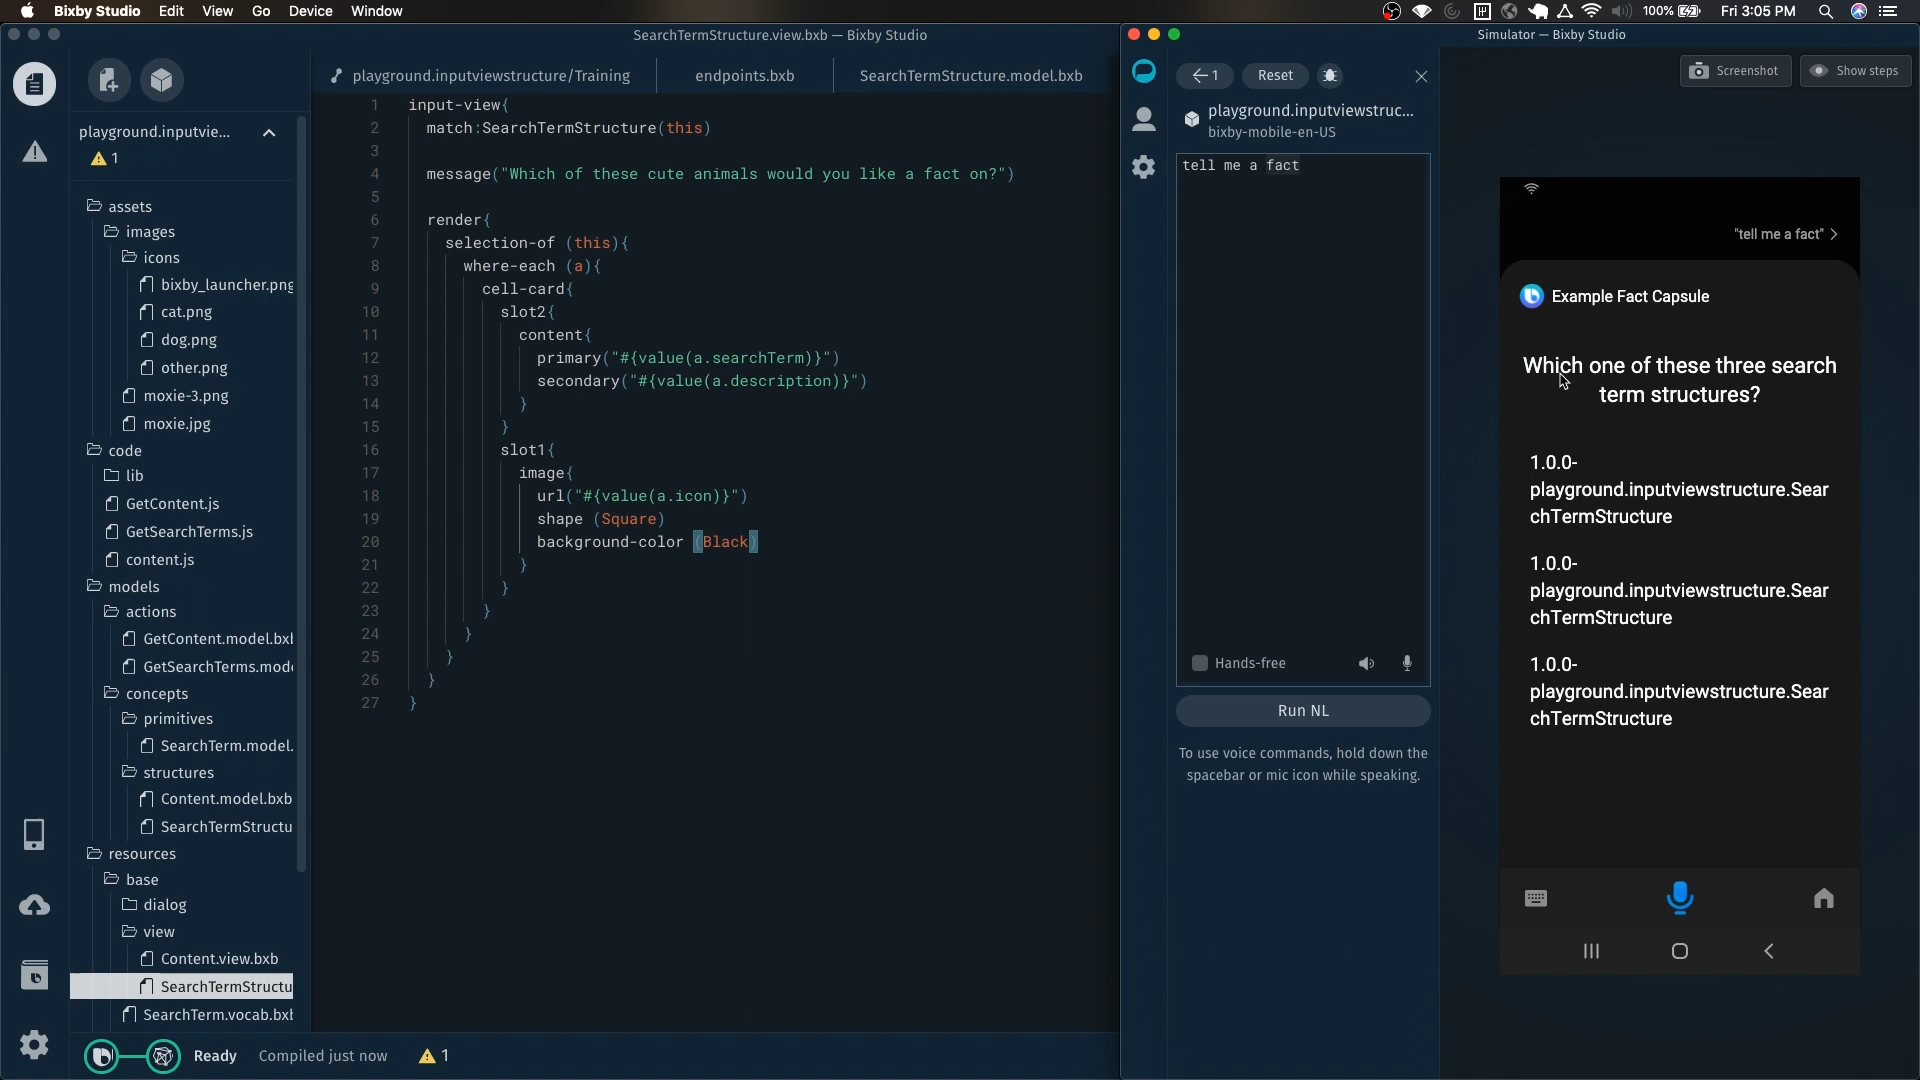 Bixby Studio Edit View Go Device Window
100% Fri 3:05 PM
SearchTermStructure.view.bxb — Bixby Studio
playground.inputvie...
1
assets
images
icons
bixby_launcher.png
cat.png
dog.png
other.png
moxie-3.png
moxie.jpg
code
lib
GetContent.js
GetSearchTerms.js
content.js
models
actions
GetContent.model.bxb
GetSearchTerms.mode
concepts
primitives
SearchTerm.model.
structures
Content.model.bxb
SearchTermStructu
resources
base
dialog
view
Content.view.bxb
SearchTermStructu
SearchTerm.vocab.bxb
playground.inputviewstructure/Training
endpoints.bxb
SearchTermStructure.model.bxb
1 input-view{
2 match:SearchTermStructure(this)
3
4 message("Which of these cute animals would you like a fact on?")
5
6 render{
7 selection-of (this){
8 where-each (a){
9 cell-card{
10 slot2{
11 content{
12 primary("#{value(a.searchTerm)}")
13 secondary("#{value(a.description)}")
14 }
15 }
16 slot1{
17 image{
18 url("#{value(a.icon)}")
19 shape (Square)
20 background-color (Black)
21 }
22 }
23 }
24 }
25 }
26 }
27 }
Ready Compiled just now 1
Simulator — Bixby Studio
1 Reset
Screenshot
Show steps
playground.inputviewstruc...
bixby-mobile-en-US
tell me a fact
Hands-free
Run NL
To use voice commands, hold down the
spacebar or mic icon while speaking.
"tell me a fact" >
Example Fact Capsule
Which one of these three search
term structures?
1.0.0-
playground.inputviewstructure.Sear
chTermStructure
1.0.0-
playground.inputviewstructure.Sear
chTermStructure
1.0.0-
playground.inputviewstructure.Sear
chTermStructure